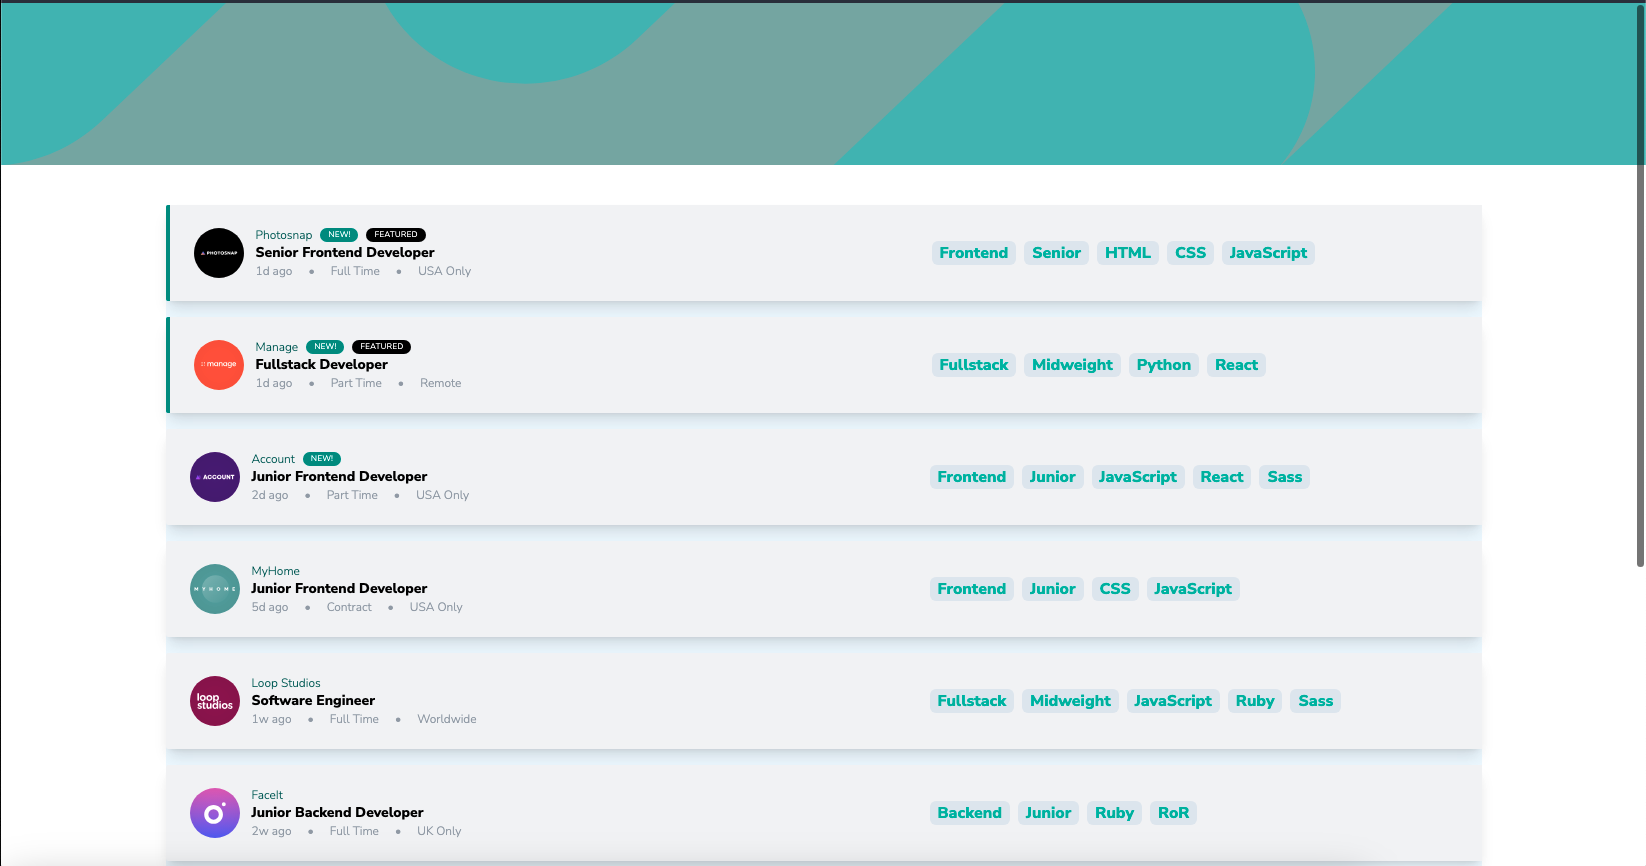 PHOTOSNAP
Photosnap NEW! FEATURED
Senior Frontend Developer
1d ago • Full Time • USA Only
Frontend Senior HTML CSS JavaScript
manage
Manage NEW! FEATURED
Fullstack Developer
1d ago • Part Time • Remote
Fullstack Midweight Python React
ACCOUNT
Account NEW!
Junior Frontend Developer
2d ago • Part Time • USA Only
Frontend Junior JavaScript React Sass
MYHOME
MyHome
Junior Frontend Developer
5d ago • Contract • USA Only
Frontend Junior CSS JavaScript
loop
studios
Loop Studios
Software Engineer
1w ago • Full Time • Worldwide
Fullstack Midweight JavaScript Ruby Sass
FaceIt
Junior Backend Developer
2w ago • Full Time • UK Only
Backend Junior Ruby RoR